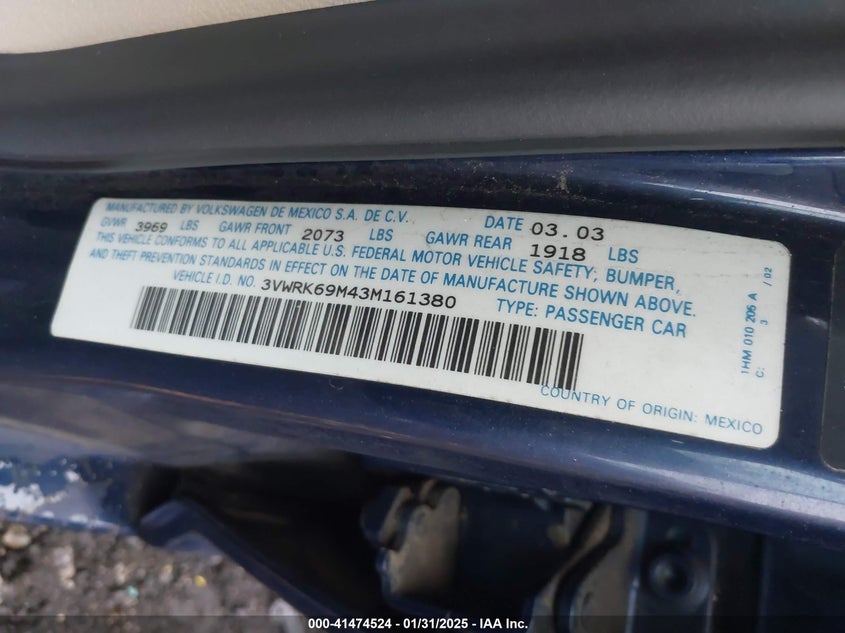 MANUFACTURED BY VOLKSWAGEN DE MEXICO S.A. DE C.V. DATE 03.03
GVWR 3969 LBS GAWR FRONT 2073 LBS GAWR REAR 1918 LBS
THIS VEHICLE CONFORMS TO ALL APPLICABLE U.S. FEDERAL MOTOR VEHICLE SAFETY, BUMPER,
AND THEFT PREVENTION STANDARDS IN EFFECT ON THE DATE OF MANUFACTURE SHOWN ABOVE.
VEHICLE I.D. NO. 3VWRK69M43M161380 TYPE: PASSENGER CAR
COUNTRY OF ORIGIN: MEXICO
1HM 010 205 A
C: 3 / 02
000-41474524 - 01/31/2025 - IAA Inc.